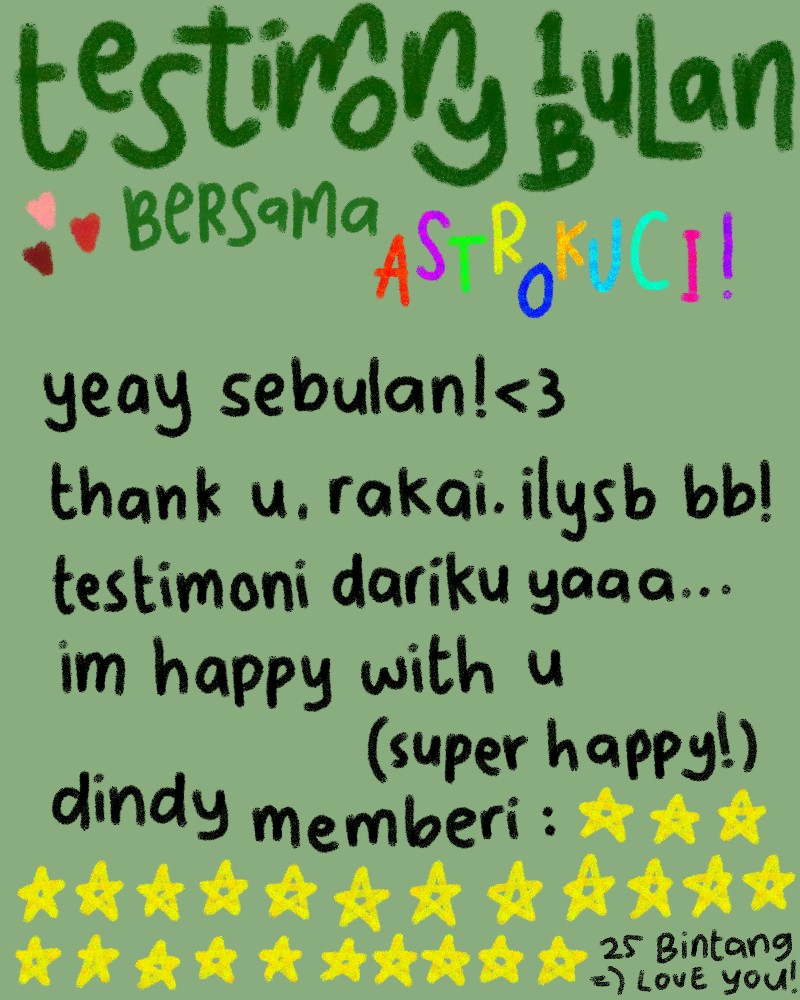 testimony 1 Bulan
BERSAMA
ASTROKUCI!
yeay sebulan!<3
thank u, rakai. ilysb bb!
testimoni dariku yaaa...
im happy with u
(super happy!)
dindy memberi :
25 Bintang
=) LOVE YOU!